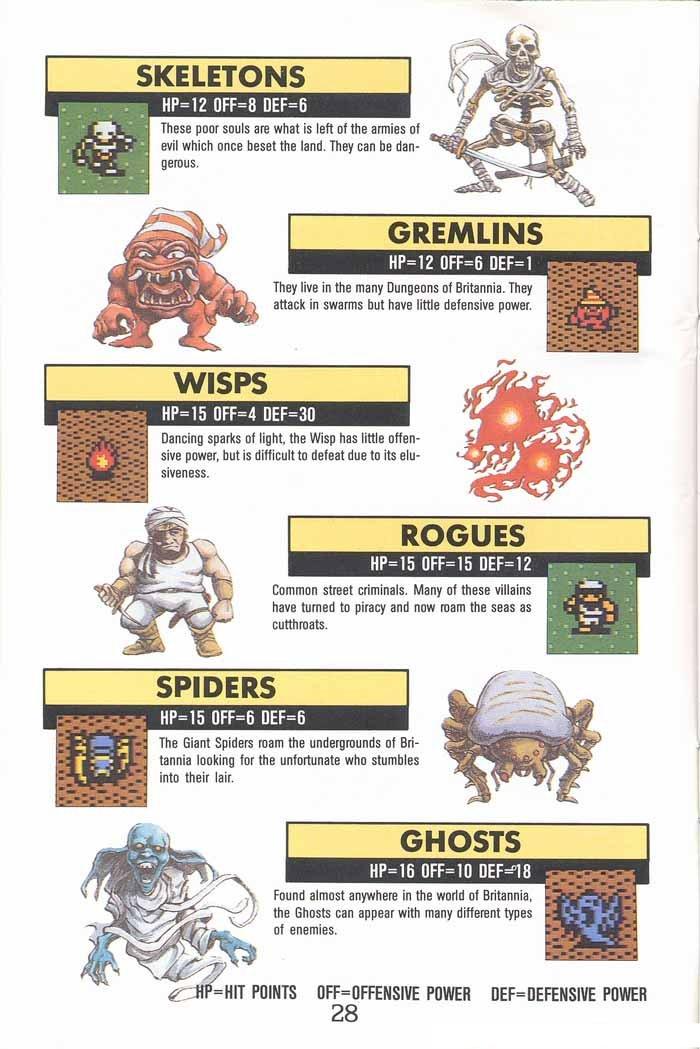 SKELETONS
HP=12 OFF=8 DEF=6
These poor souls are what is left of the armies of
evil which once beset the land. They can be dan-
gerous.
GREMLINS
HP=12 OFF=6 DEF=1
They live in the many Dungeons of Britannia. They
attack in swarms but have little defensive power.
WISPS
HP=15 OFF=4 DEF=30
Dancing sparks of light, the Wisp has little offen-
sive power, but is difficult to defeat due to its elu-
siveness.
ROGUES
HP=15 OFF=15 DEF=12
Common street criminals. Many of these villains
have turned to piracy and now roam the seas as
cutthroats.
SPIDERS
HP=15 OFF=6 DEF=6
The Giant Spiders roam the undergrounds of Bri-
tannia looking for the unfortunate who stumbles
into their lair.
GHOSTS
HP=16 OFF=10 DEF=18
Found almost anywhere in the world of Britannia,
the Ghosts can appear with many different types
of enemies.
HP=HIT POINTS OFF=OFFENSIVE POWER DEF=DEFENSIVE POWER
28